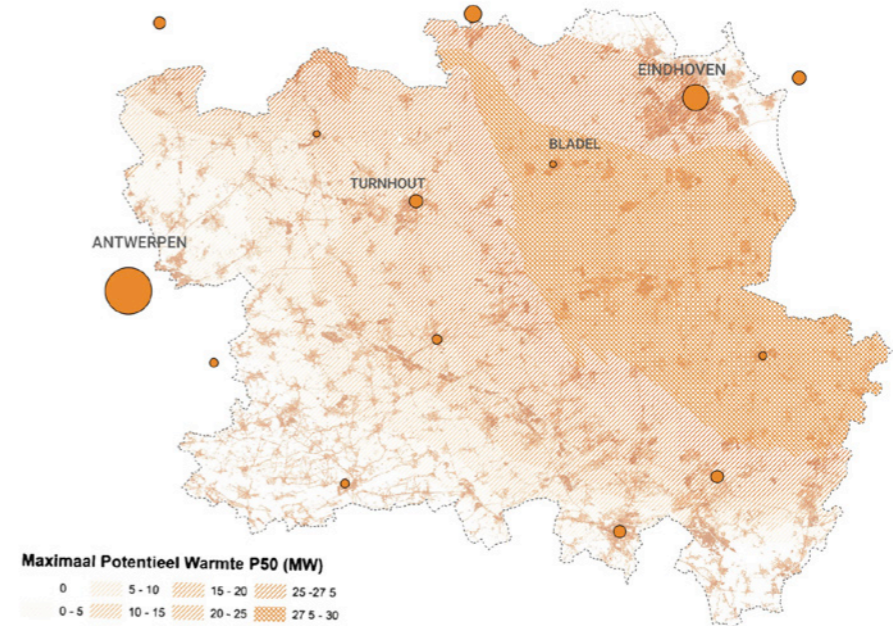 EINDHOVEN
BLADEL
TURNHOUT
ANTWERPEN
Maximaal Potentieel Warmte P50 (MW)
0 5 - 10 15 - 20 25 -27 5
0 - 5 10 - 15 20 - 25 27 5 - 30